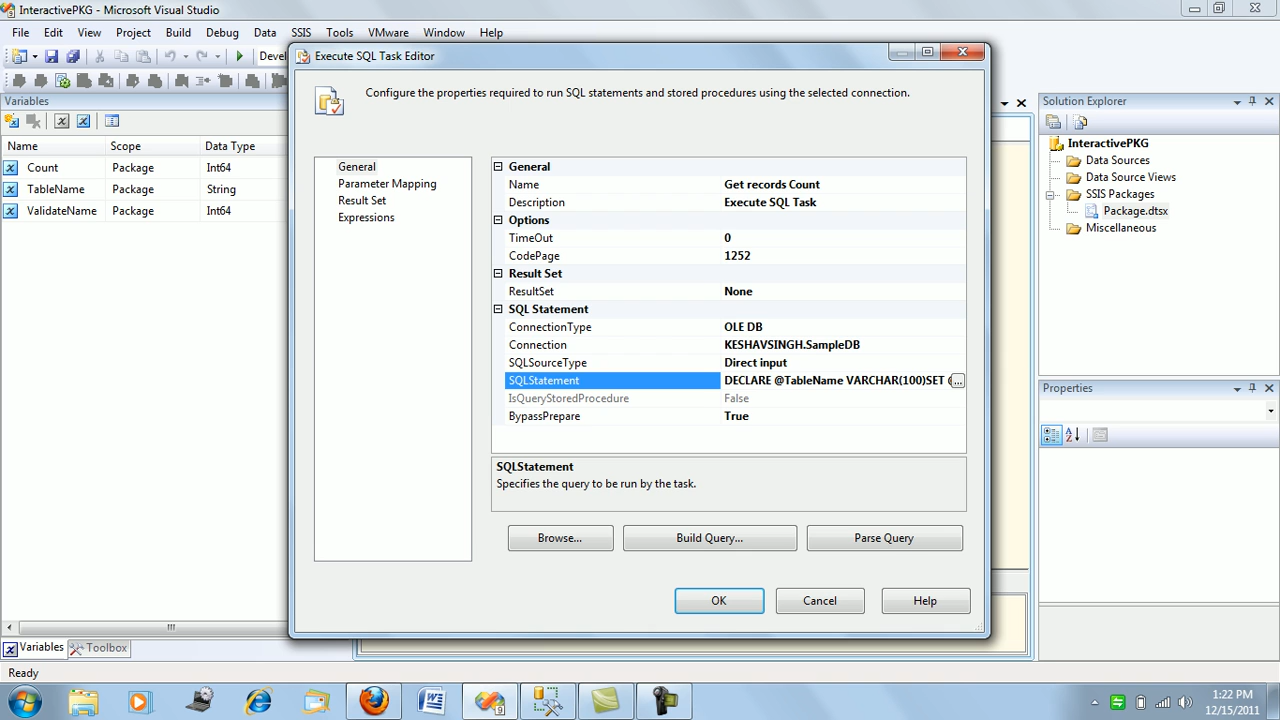 InteractivePKG - Microsoft Visual Studio
File Edit View Project Build Debug Data SSIS Tools VMware Window Help
Devel
Execute SQL Task Editor
Configure the properties required to run SQL statements and stored procedures using the selected connection.
Variables
Name Scope Data Type
Count Package Int64
TableName Package String
ValidateName Package Int64
General
Parameter Mapping
Result Set
Expressions
General
Name Get records Count
Description Execute SQL Task
Options
TimeOut 0
CodePage 1252
Result Set
ResultSet None
SQL Statement
ConnectionType OLE DB
Connection KESHAVSINGH.SampleDB
SQLSourceType Direct input
SQLStatement DECLARE @TableName VARCHAR(100)SET ...
IsQueryStoredProcedure False
BypassPrepare True
SQLStatement
Specifies the query to be run by the task.
Browse... Build Query... Parse Query
OK Cancel Help
Solution Explorer
InteractivePKG
Data Sources
Data Source Views
SSIS Packages
Package.dtsx
Miscellaneous
Properties
Variables Toolbox
Ready
1:22 PM
12/15/2011